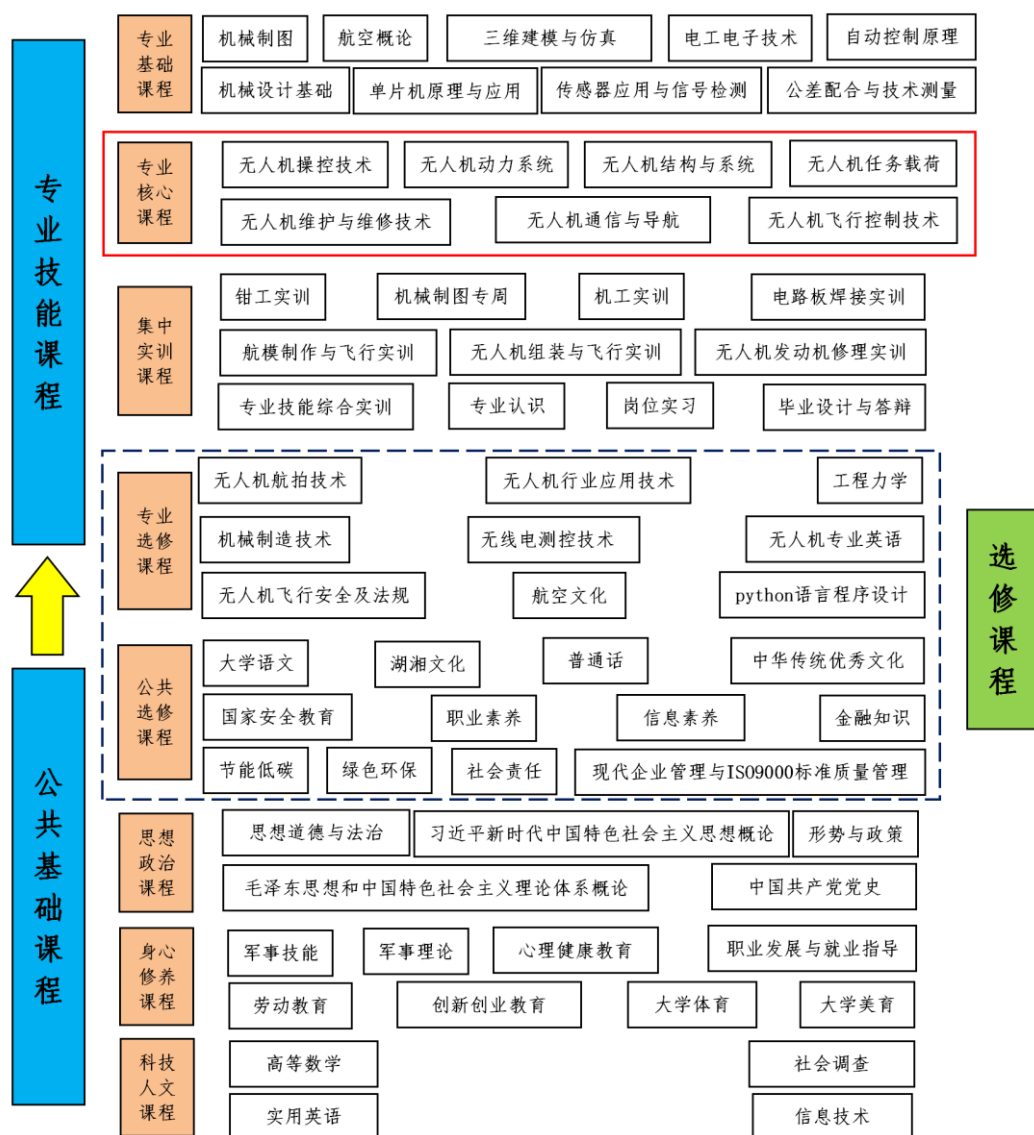 专业技能课程
专业基础课程
机械制图 航空概论 三维建模与仿真 电工电子技术 自动控制原理
机械设计基础 单片机原理与应用 传感器应用与信号检测 公差配合与技术测量
专业核心课程
无人机操控技术 无人机动力系统 无人机结构与系统 无人机任务载荷
无人机维护与维修技术 无人机通信与导航 无人机飞行控制技术
集中实训课程
钳工实训 机械制图专周 机工实训 电路板焊接实训
航模制作与飞行实训 无人机组装与飞行实训 无人机发动机修理实训
专业技能综合实训 专业认识 岗位实习 毕业设计与答辩
选修课程
专业选修课程
无人机航拍技术 无人机行业应用技术 工程力学
机械制造技术 无线电测控技术 无人机专业英语
无人机飞行安全及法规 航空文化 python语言程序设计
公共基础课程
公共选修课程
大学语文 湖湘文化 普通话 中华传统优秀文化
国家安全教育 职业素养 信息素养 金融知识
节能低碳 绿色环保 社会责任 现代企业管理与ISO9000标准质量管理
思想政治课程
思想道德与法治 习近平新时代中国特色社会主义思想概论 形势与政策
毛泽东思想和中国特色社会主义理论体系概论 中国共产党党史
身心修养课程
军事技能 军事理论 心理健康教育 职业发展与就业指导
劳动教育 创新创业教育 大学体育 大学美育
科技人文课程
高等数学 社会调查
实用英语 信息技术